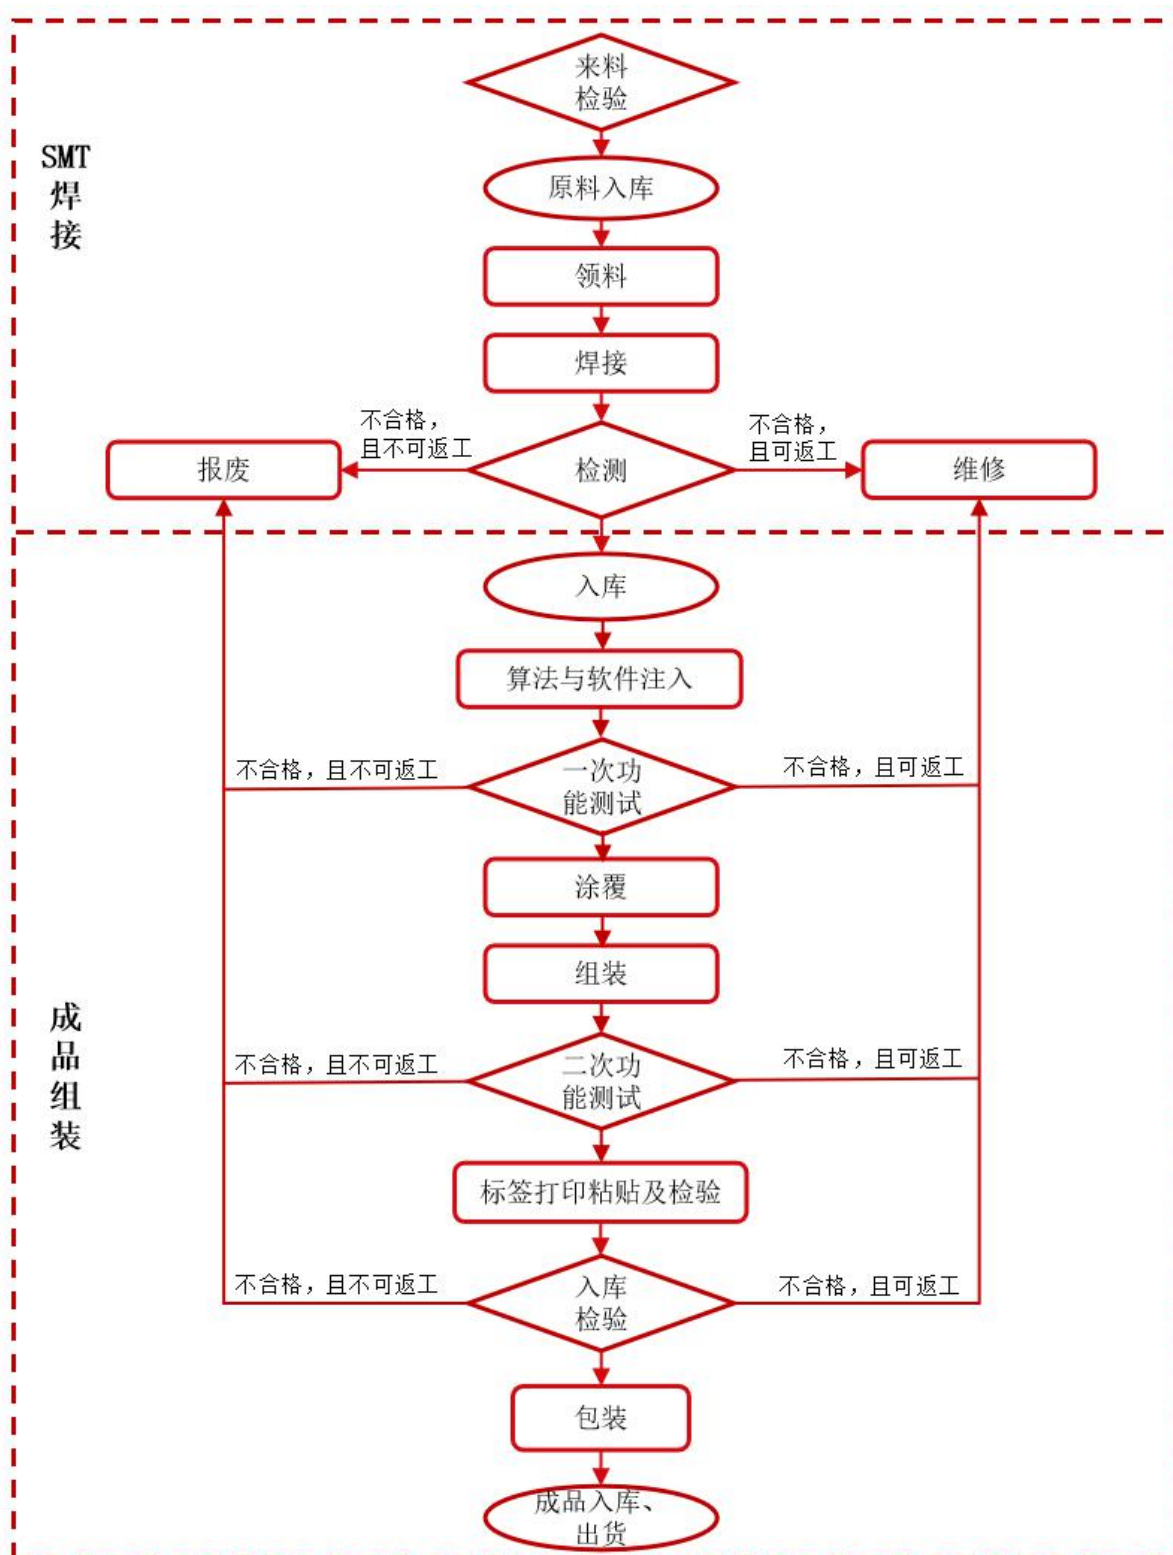 来料
检验
SMT
焊
接
原料入库
领料
焊接
不合格，
且不可返工
不合格，
且可返工
报废
检测
维修
入库
算法与软件注入
不合格，且不可返工
一次功
能测试
不合格，且可返工
涂覆
组装
成
品
组
装
不合格，且不可返工
二次功
能测试
不合格，且可返工
标签打印粘贴及检验
不合格，且不可返工
入库
检验
不合格，且可返工
包装
成品入库、
出货